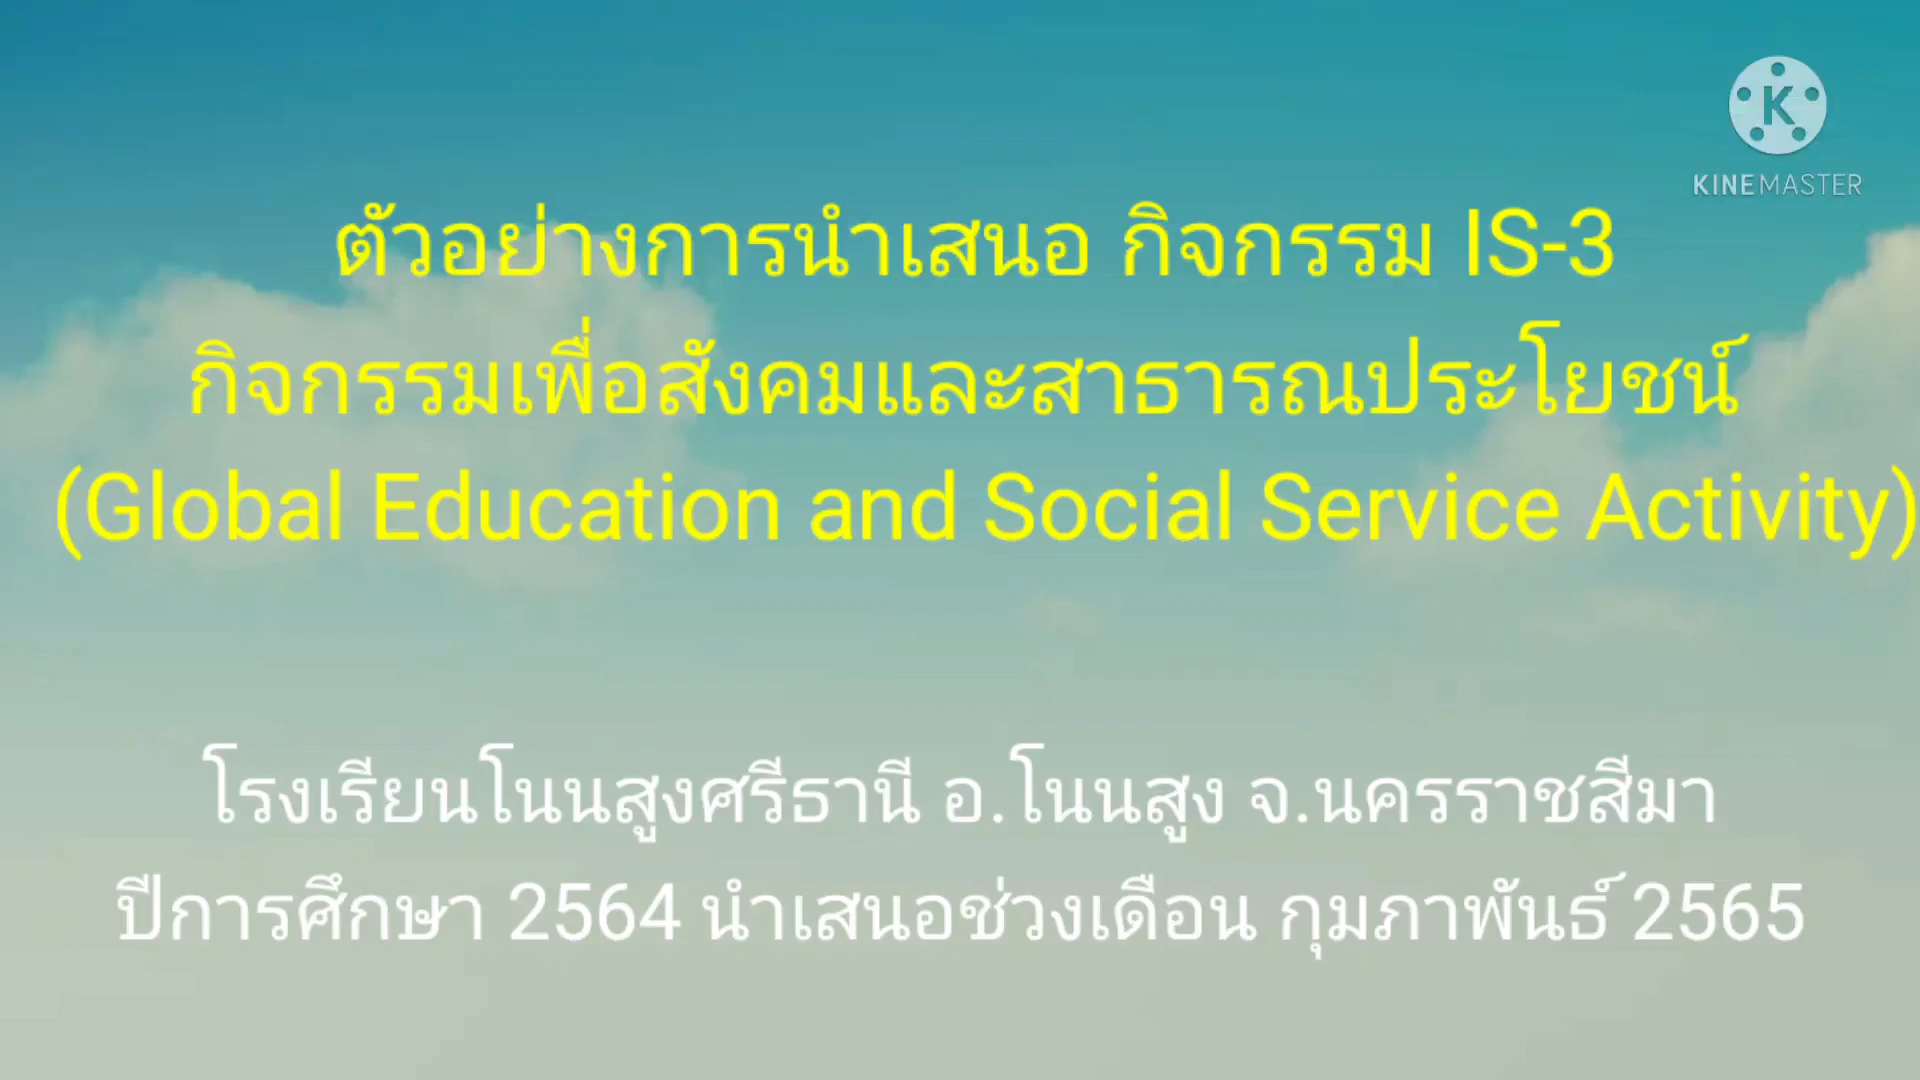 KINEMASTER
ตัวอย่างการนำเสนอ กิจกรรม IS-3
กิจกรรมเพื่อสังคมและสาธารณประโยชน์
(Global Education and Social Service Activity)
โรงเรียนโนนสูงศรีธานี อ.โนนสูง จ.นครราชสีมา
ปีการศึกษา 2564 นำเสนอช่วงเดือน กุมภาพันธ์ 2565